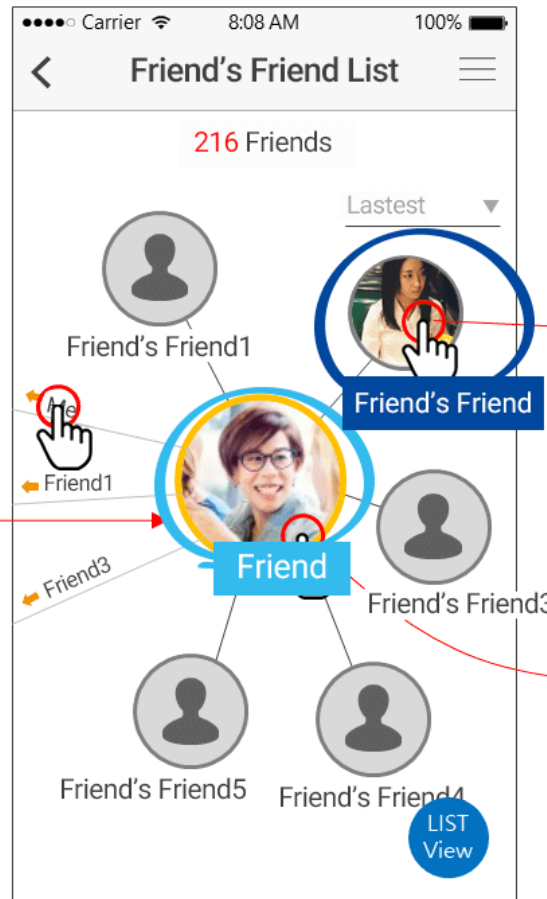 Carrier 8:08 AM 100%
Friend's Friend List
216 Friends
Lastest
Friend's Friend1
Friend's Friend
Me
Friend1
Friend
Friend3
Friend's Friend3
Friend's Friend5
Friend's Friend4
LIST
View